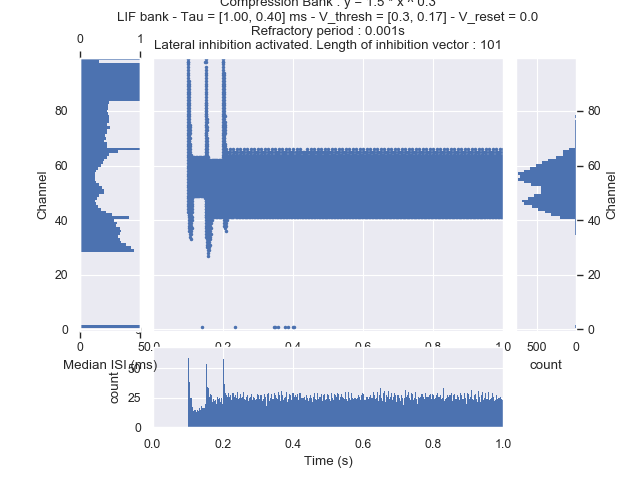 Compression Bank : y = 1.5 * x ^ 0.3
LIF bank - Tau = [1.00, 0.40] ms - V_thresh = [0.3, 0.17] - V_reset = 0.0
Refractory period : 0.001s
Lateral inhibition activated. Length of inhibition vector : 101
0 1
80 80
60 60
Channel Channel
40 40
20 20
0 0
0 50 0.0 0.2 0.4 0.6 0.8 1.0 500 0
Median ISI (ms) count
50
count
25
0
0.0 0.2 0.4 0.6 0.8 1.0
Time (s)